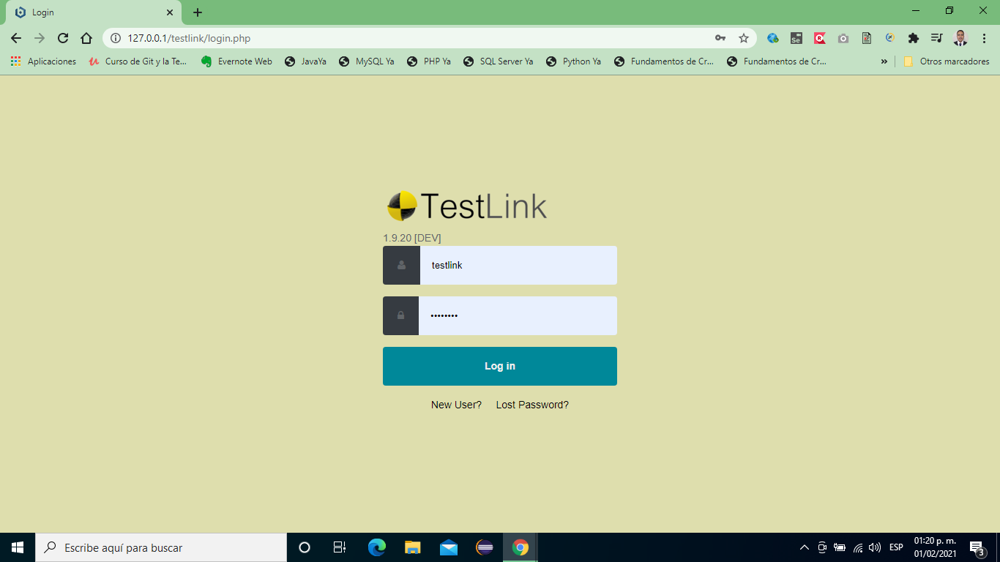 Login
127.0.0.1/testlink/login.php
Aplicaciones Curso de Git y la Te... Evernote Web JavaYa MySQL Ya PHP Ya SQL Server Ya Python Ya Fundamentos de Cr... Fundamentos de Cr... » Otros marcadores
TestLink
1.9.20 [DEV]
testlink
••••••••
Log in
New User? Lost Password?
Escribe aquí para buscar
ESP
01:20 p. m.
01/02/2021
3